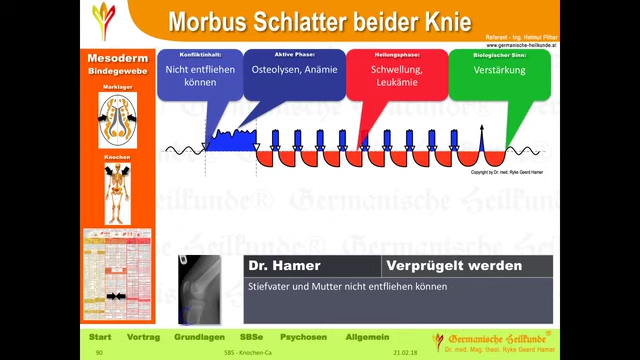 Morbus Schlatter beider Knie
Referent - Ing. Helmut Pilhar
www.germanische-heilkunde.at
Mesoderm
Bindegewebe
Marklager
Knochen
Konfliktinhalt:
Nicht entfliehen
können
Aktive Phase:
Osteolysen, Anämie
Heilungsphase:
Schwellung,
Leukämie
Biologischer Sinn:
Verstärkung
Copyright by Dr. med. Ryke Geerd Hamer
Heilkunde® Germanische Heilkunde
Dr. Hamer
Verprügelt werden
Stiefvater und Mutter nicht entfliehen können
Start Vortrag Grundlagen SBSe Psychosen Allgemein
Germanische Heilkunde®
Dr. med. Mag. theol. Ryke Geerd Hamer
90
SBS - Knochen-Ca
21.02.18